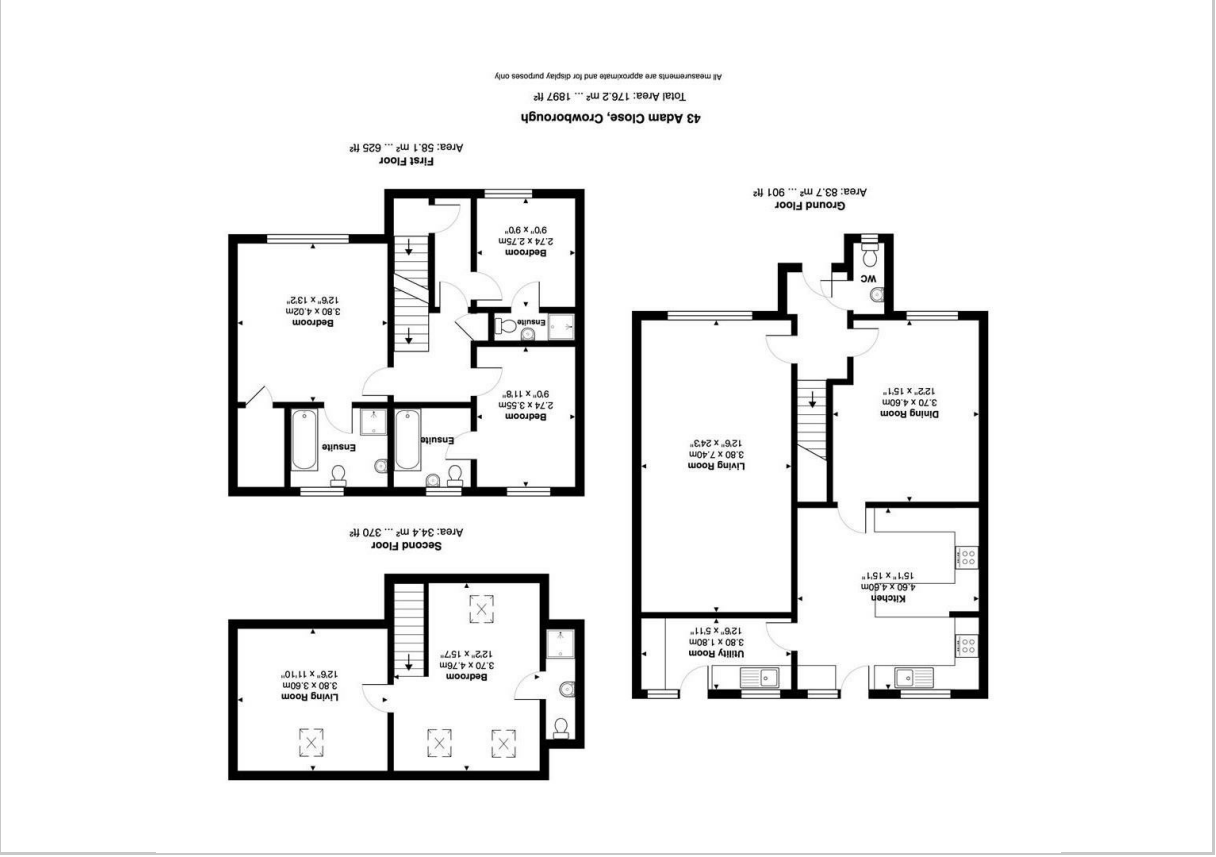 Utility Room
3.80 x 1.80m
12'6" x 5'11"
Kitchen
4.60 x 4.60m
15'1" x 15'1"
Living Room
3.80 x 7.40m
12'6" x 24'3"
Dining Room
3.70 x 4.60m
12'2" x 15'1"
WC
Ground Floor
Area: 83.7 m² ... 901 ft²
Bedroom
3.70 x 4.76m
12'2" x 15'7"
Living Room
3.80 x 3.60m
12'6" x 11'10"
Second Floor
Area: 34.4 m² ... 370 ft²
Ensuite
Ensuite
Bedroom
2.74 x 3.55m
9'0" x 11'8"
Ensuite
Bedroom
3.80 x 4.02m
12'6" x 13'2"
Bedroom
2.74 x 2.75m
9'0" x 9'0"
First Floor
Area: 58.1 m² ... 625 ft²
43 Adam Close, Crowborough
Total Area: 176.2 m² ... 1897 ft²
All measurements are approximate and for display purposes only